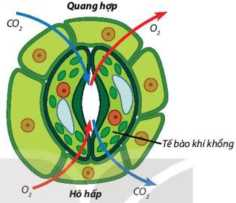 Quang hợp
CO2
O2
Tế bào khí khổng
O2
Hô hấp
CO2